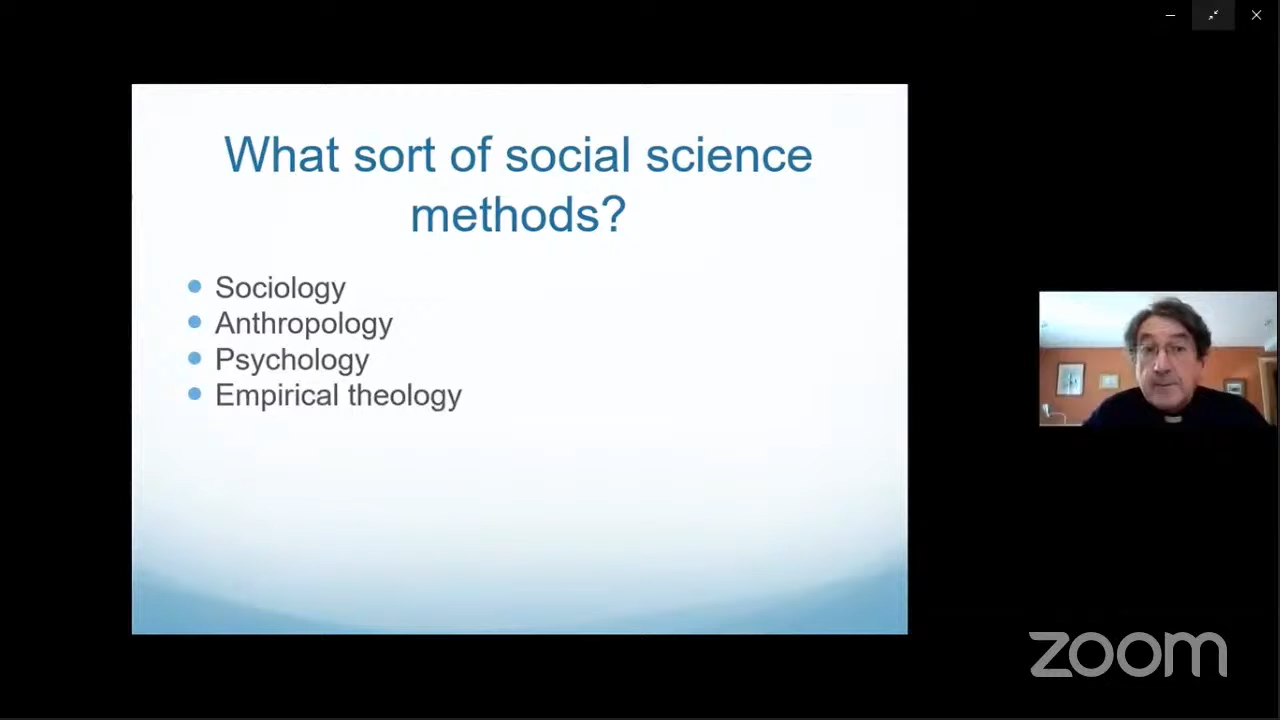 What sort of social science
methods?
Sociology
Anthropology
Psychology
Empirical theology
zoom